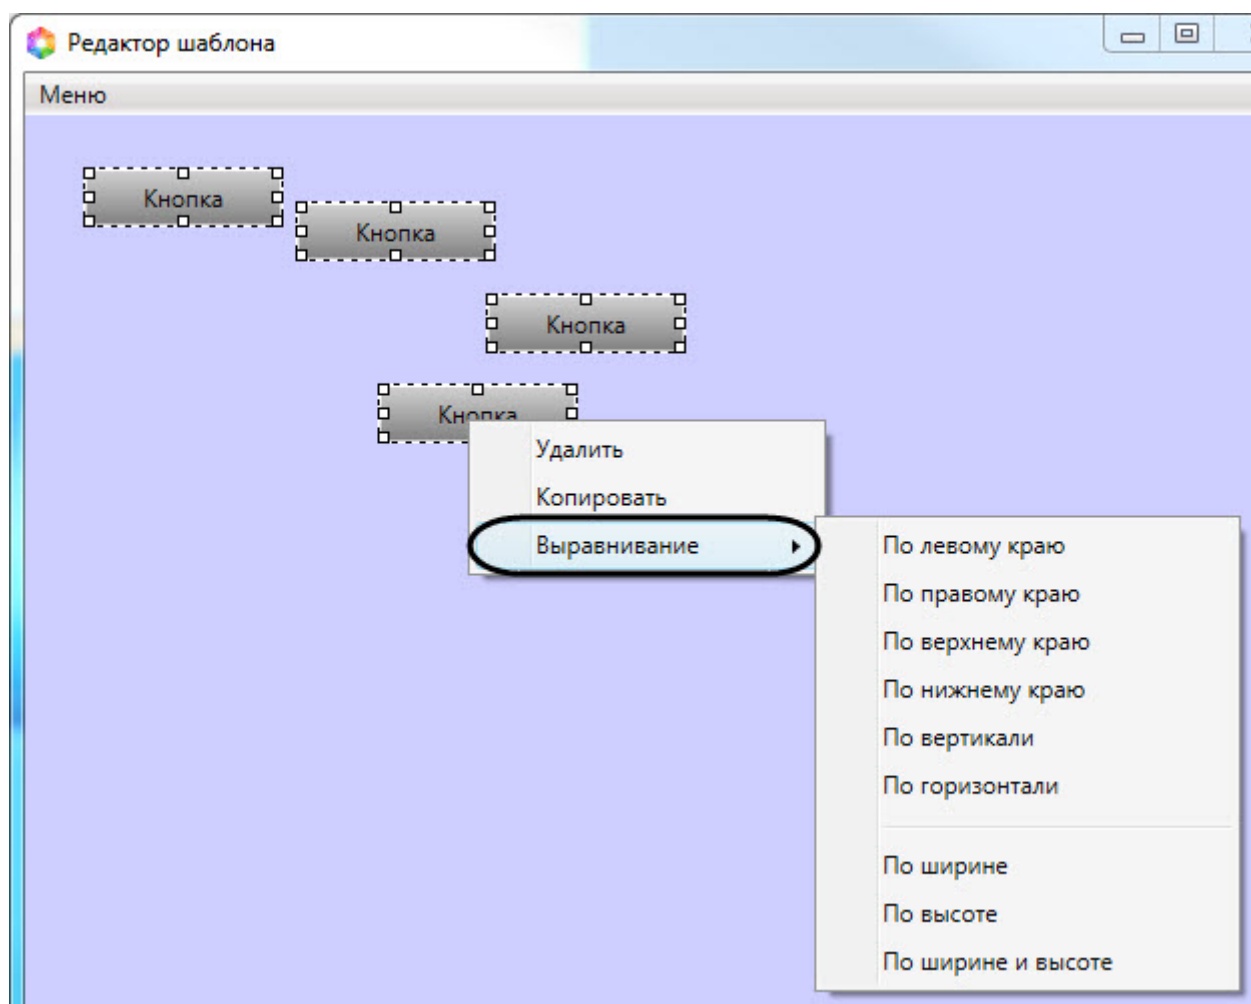 Редактор шаблона
Меню
Кнопка
Кнопка
Кнопка
Кнопка
Удалить
Копировать
Выравнивание
По левому краю
По правому краю
По верхнему краю
По нижнему краю
По вертикали
По горизонтали
По ширине
По высоте
По ширине и высоте